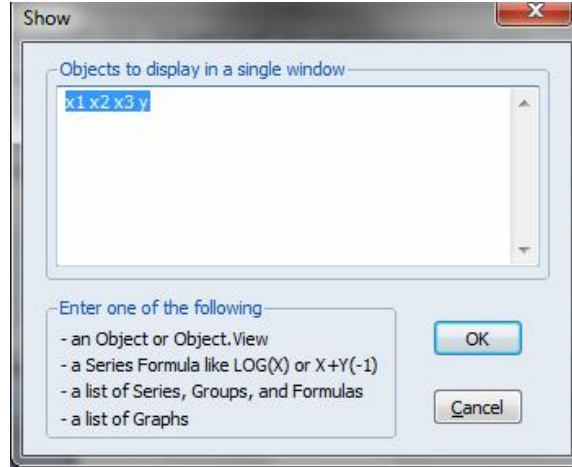 Show
Objects to display in a single window
x1 x2 x3 y
Enter one of the following
- an Object or Object.View
- a Series Formula like LOG(X) or X+Y(-1)
- a list of Series, Groups, and Formulas
- a list of Graphs
OK
Cancel